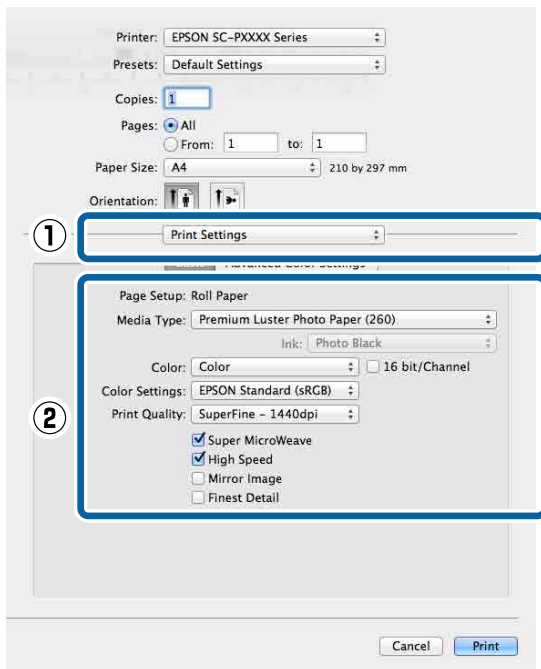 Printer: EPSON SC-PXXXX Series
Presets: Default Settings
Copies: 1
Pages: All
From: 1 to: 1
Paper Size: A4 210 by 297 mm
Orientation:
① Print Settings
Advanced Color Settings
Page Setup: Roll Paper
Media Type: Premium Luster Photo Paper (260)
Ink: Photo Black
Color: Color 16 bit/Channel
Color Settings: EPSON Standard (sRGB)
② Print Quality: SuperFine – 1440dpi
Super MicroWeave
High Speed
Mirror Image
Finest Detail
Cancel Print